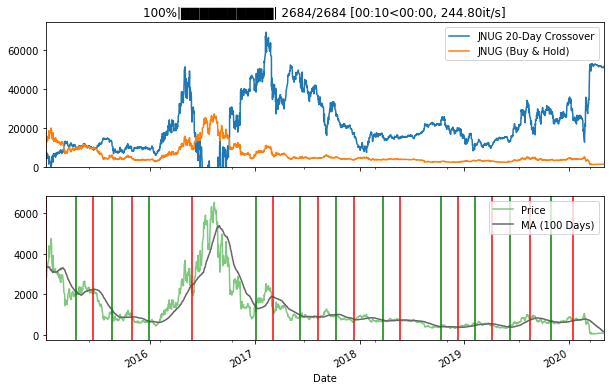 100%|██████████| 2684/2684 [00:10<00:00, 244.80it/s]
60000
40000
20000
0
JNUG 20-Day Crossover
JNUG (Buy & Hold)
6000
4000
2000
0
Price
MA (100 Days)
2016
2017
2018
2019
2020
Date